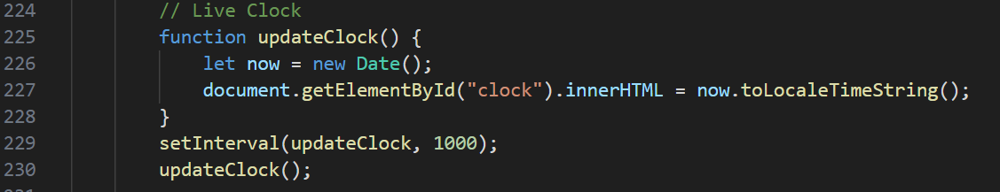 224 // Live Clock
225 function updateClock() {
226 let now = new Date();
227 document.getElementById("clock").innerHTML = now.toLocaleTimeString();
228 }
229 setInterval(updateClock, 1000);
230 updateClock();